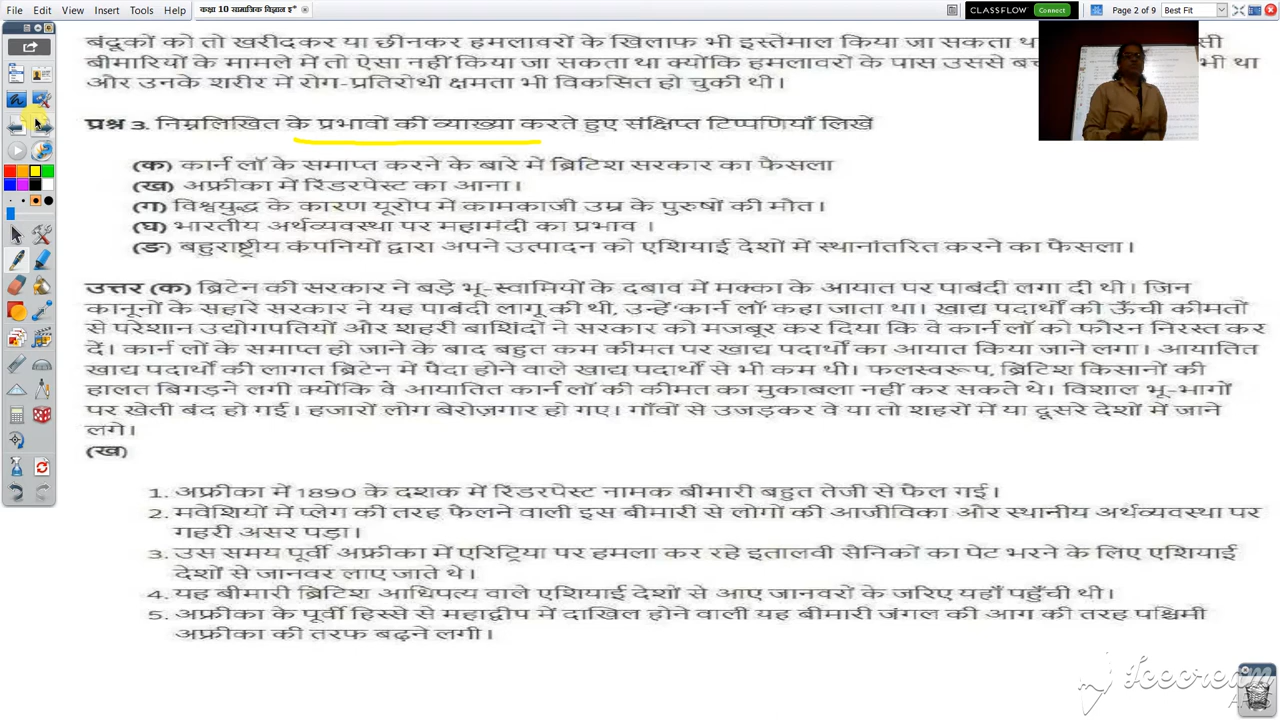 File Edit View Insert Tools Help
कक्षा 10 सामाजिक विज्ञान इ*
CLASSFLOW Connect
Page 2 of 9 Best Fit
बंदूकों को तो खरीदकर या छीनकर हमलावरों के खिलाफ भी इस्तेमाल किया जा सकता था सी
बीमारियों के मामले में तो ऐसा नहीं किया जा सकता था क्योंकि हमलावरों के पास उससे भी था
और उनके शरीर में रोग-प्रतिरोधी क्षमता भी विकसित हो चुकी थी।
प्रश्न 3. निम्नलिखित के प्रभावों की व्याख्या करते हुए संक्षिप्त टिप्पणियाँ लिखें
(क) कार्न लॉ के समाप्त करने के बारे में ब्रिटिश सरकार का फैसला
(ख) अफ्रीका में रिंडरपेस्ट का आना।
(ग) विश्वयुद्ध के कारण यूरोप में कामकाजी उम्र के पुरुषों की मौत।
(घ) भारतीय अर्थव्यवस्था पर महामंदी का प्रभाव ।
(ङ) बहुराष्ट्रीय कंपनियों द्वारा अपने उत्पादन को एशियाई देशों में स्थानांतरित करने का फैसला।
उत्तर (क) ब्रिटेन की सरकार ने बड़े भू-स्वामियों के दबाव में मक्का के आयात पर पाबंदी लगा दी थी। जिन
कानूनों के सहारे सरकार ने यह पाबंदी लागू की थी, उन्हें ‘कार्न लॉ’ कहा जाता था। खाद्य पदार्थों की ऊँची कीमतों
से परेशान उद्योगपतियों और शहरी बाशिंदों ने सरकार को मजबूर कर दिया कि वे कार्न लॉ को फौरन निरस्त कर
दें। कार्न लों के समाप्त हो जाने के बाद बहुत कम कीमत पर खाद्य पदार्थों का आयात किया जाने लगा। आयातित
खाद्य पदार्थों की लागत ब्रिटेन में पैदा होने वाले खाद्य पदार्थों से भी कम थी। फलस्वरूप, ब्रिटिश किसानों की
हालत बिगड़ने लगी क्योंकि वे आयातित कार्न लॉ की कीमत का मुकाबला नहीं कर सकते थे। विशाल भू-भागों
पर खेती बंद हो गई। हजारों लोग बेरोज़गार हो गए। गाँवों से उजाड़कर वे या तो शहरों में या दूसरे देशों में जाने
लगे।
(ख)
1. अफ्रीका में 1890 के दशक में रिंडरपेस्ट नामक बीमारी बहुत तेजी से फैल गई।
2. मवेशियों में प्लेग की तरह फैलने वाली इस बीमारी से लोगों की आजीविका और स्थानीय अर्थव्यवस्था पर
गहरी असर पड़ा।
3. उस समय पूर्वी अफ्रीका में एरिट्रिया पर हमला कर रहे इतालवी सैनिकों का पेट भरने के लिए एशियाई
देशों से जानवर लाए जाते थे।
4. यह बीमारी ब्रिटिश आधिपत्य वाले एशियाई देशों से आए जानवरों के जरिए यहाँ पहुँची थी।
5. अफ्रीका के पूर्वी हिस्से से महाद्वीप में दाखिल होने वाली यह बीमारी जंगल की आग की तरह पश्चिमी
अफ्रीका की तरफ बढ़ने लगी।
Icecream
APPS